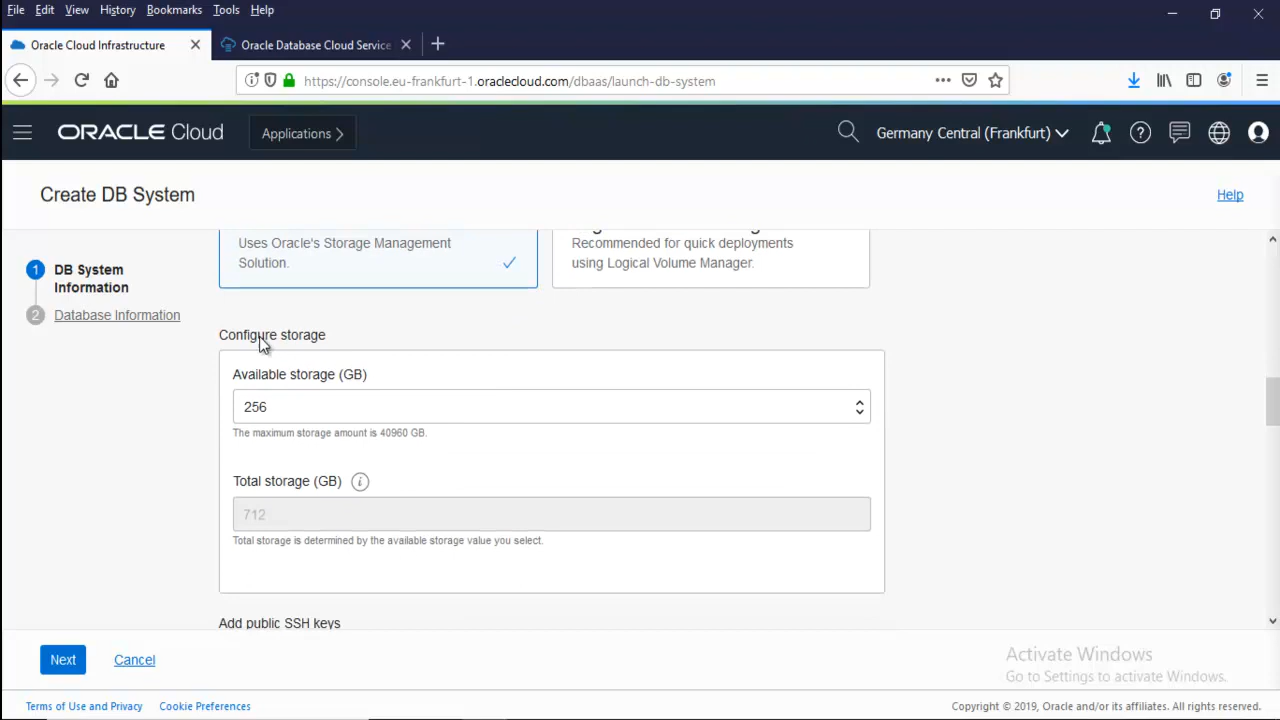 File Edit View History Bookmarks Tools Help
Oracle Cloud Infrastructure
Oracle Database Cloud Service
https://console.eu-frankfurt-1.oraclecloud.com/dbaas/launch-db-system
ORACLE Cloud
Applications
Germany Central (Frankfurt)
Create DB System
Help
1 DB System
Information
2 Database Information
Uses Oracle's Storage Management
Solution.
Recommended for quick deployments
using Logical Volume Manager.
Configure storage
Available storage (GB)
256
The maximum storage amount is 40960 GB.
Total storage (GB)
712
Total storage is determined by the available storage value you select.
Add public SSH keys
Next
Cancel
Activate Windows
Go to Settings to activate Windows.
Terms of Use and Privacy
Cookie Preferences
Copyright © 2019, Oracle and/or its affiliates. All rights reserved.